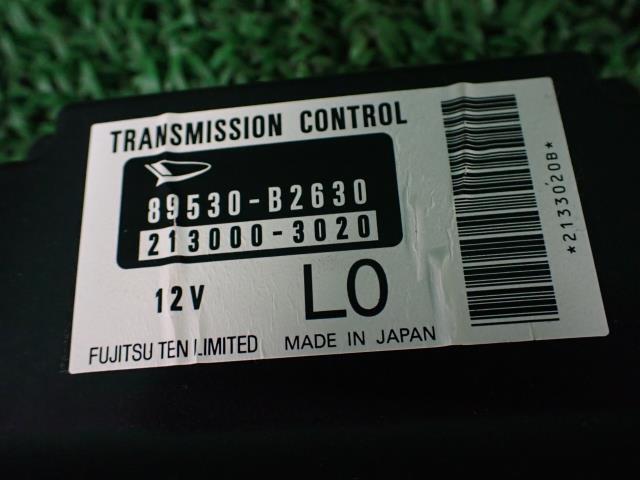 TRANSMISSION CONTROL
89530-B2630
213000-3020
12V LO
FUJITSU TEN LIMITED MADE IN JAPAN
*2133020B*